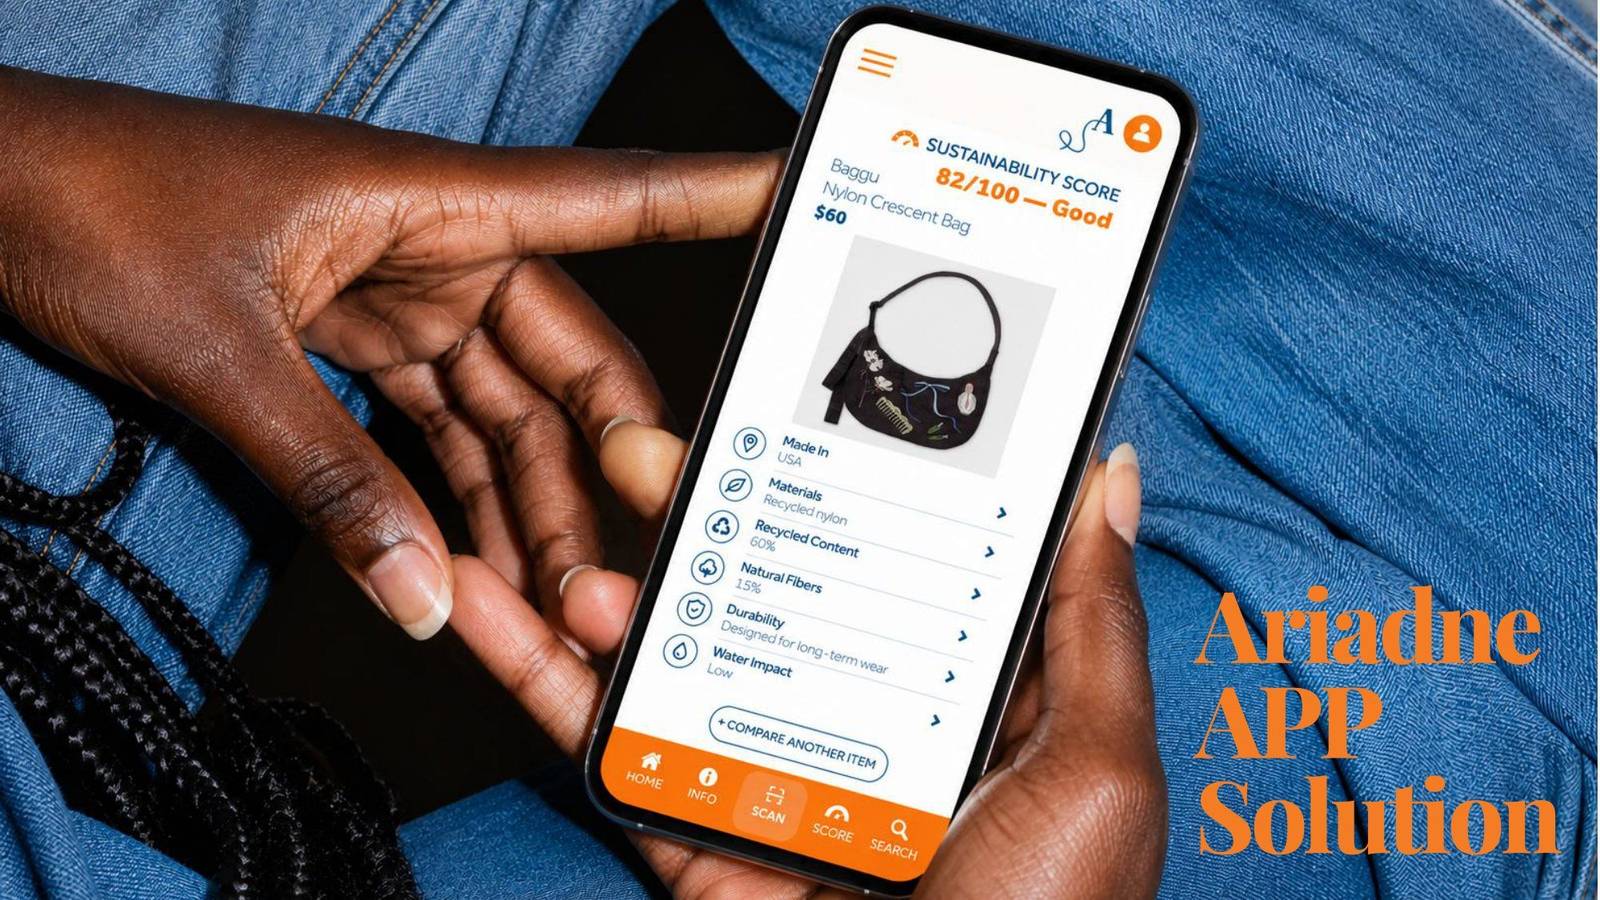 A
SUSTAINABILITY SCORE
82/100 — Good
Baggu
Nylon Crescent Bag
$60
Made In
USA
Materials
Recycled nylon
Recycled Content
60%
Natural Fibers
15%
Durability
Designed for long-term wear
Water Impact
Low
+ COMPARE ANOTHER ITEM
HOME
INFO
SCAN
SCORE
SEARCH
Ariadne
APP
Solution